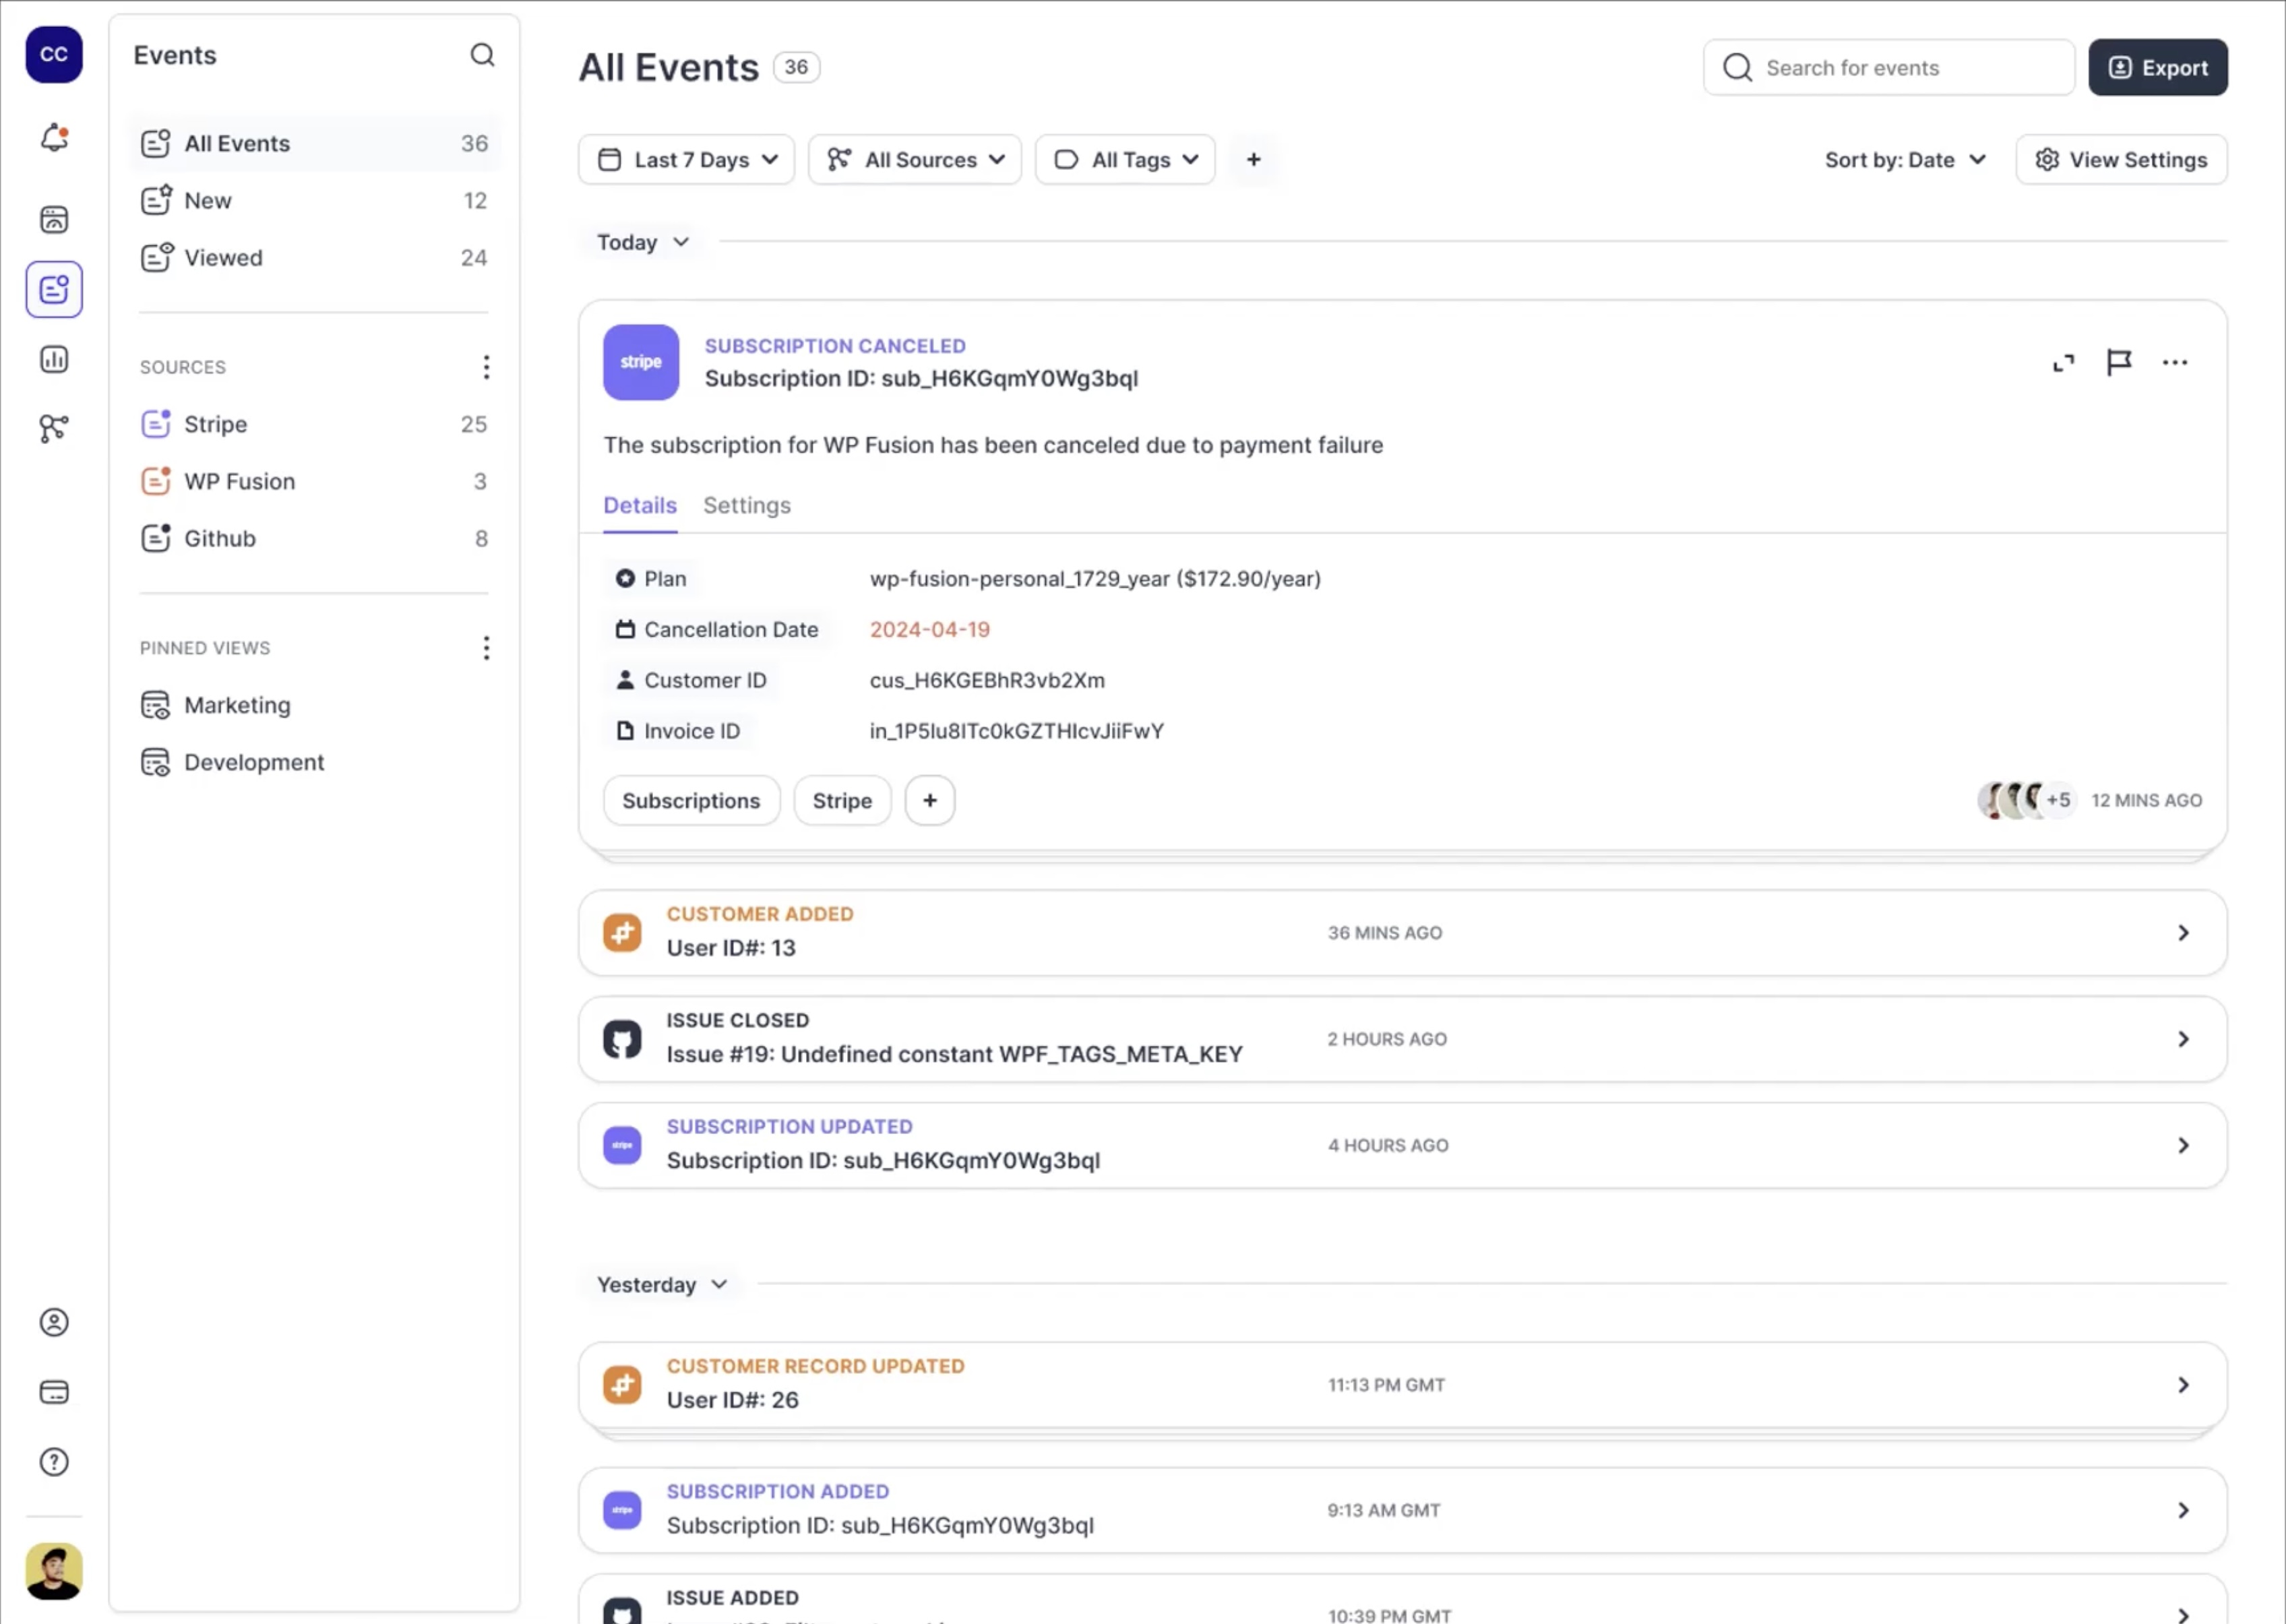 CC
Events
All Events 36
New 12
Viewed 24
SOURCES
Stripe 25
WP Fusion 3
Github 8
PINNED VIEWS
Marketing
Development
All Events 36
Search for events
Export
Last 7 Days
All Sources
All Tags
+
Sort by: Date
View Settings
Today
stripe
SUBSCRIPTION CANCELED
Subscription ID: sub_H6KGqmY0Wg3bql
The subscription for WP Fusion has been canceled due to payment failure
Details Settings
Plan wp-fusion-personal_1729_year ($172.90/year)
Cancellation Date 2024-04-19
Customer ID cus_H6KGEBhR3vb2Xm
Invoice ID in_1P5Iu8ITc0kGZTHIcvJiiFwY
Subscriptions Stripe +
+5 12 MINS AGO
CUSTOMER ADDED
User ID#: 13
36 MINS AGO
ISSUE CLOSED
Issue #19: Undefined constant WPF_TAGS_META_KEY
2 HOURS AGO
stripe
SUBSCRIPTION UPDATED
Subscription ID: sub_H6KGqmY0Wg3bql
4 HOURS AGO
Yesterday
CUSTOMER RECORD UPDATED
User ID#: 26
11:13 PM GMT
stripe
SUBSCRIPTION ADDED
Subscription ID: sub_H6KGqmY0Wg3bql
9:13 AM GMT
ISSUE ADDED
10:39 PM GMT